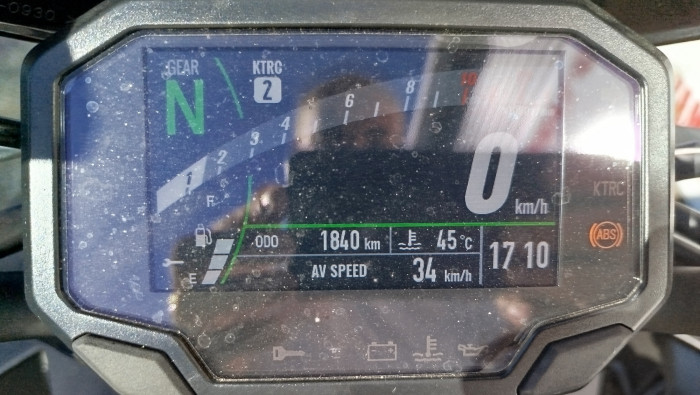 -0930
GEAR
N
KTRC
2
1 2 3 4 6 8
F
0 km/h
KTRC
ABS
ODO 1840 km 45 °C
AV SPEED 34 km/h
17 10
E